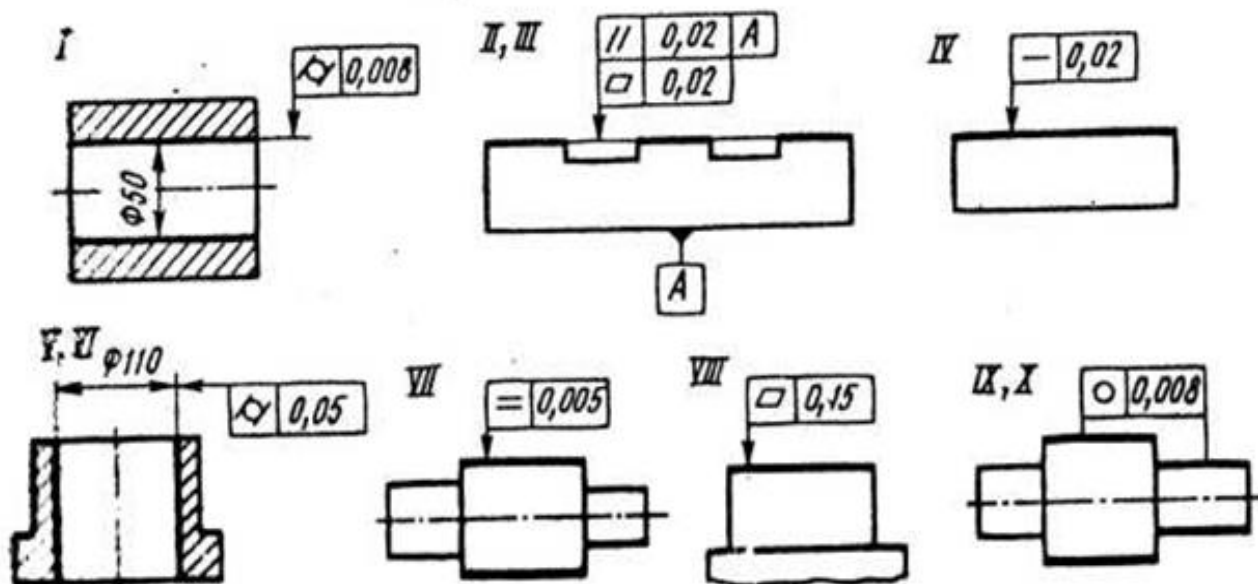 I
⌭ 0,008
Φ50
II, III
// 0,02 A
⏥ 0,02
A
IV
— 0,02
V, VI
Φ110
⌭ 0,05
VII
= 0,005
VIII
⏥ 0,15
IX, X
○ 0,008